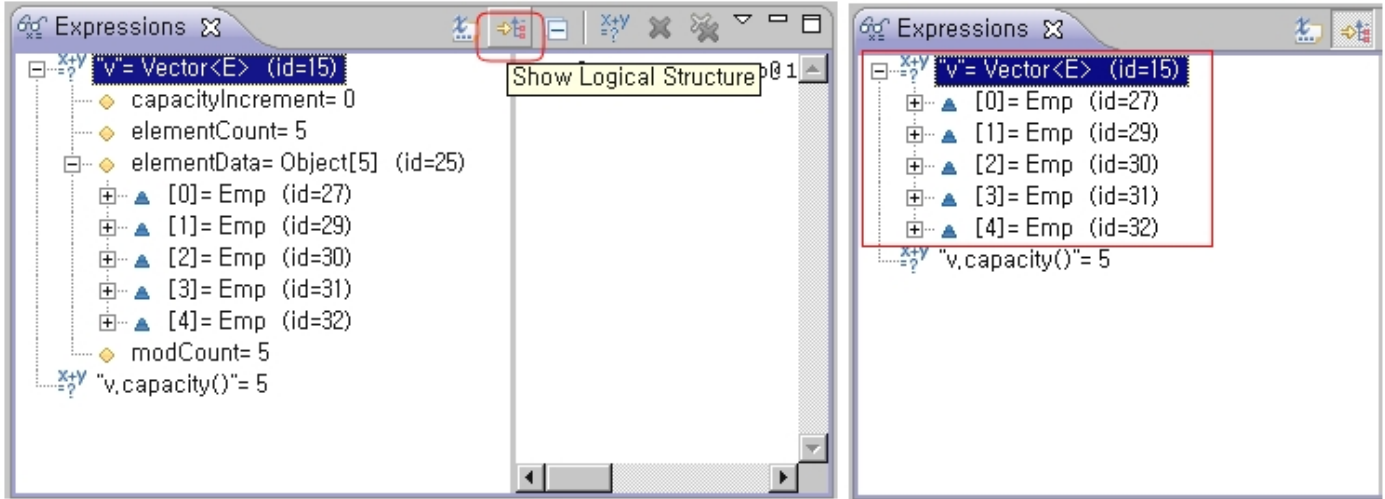 Expressions
"v"= Vector<E> (id=15)
Show Logical Structure
@1
capacityIncrement= 0
elementCount= 5
elementData= Object[5] (id=25)
[0]= Emp (id=27)
[1]= Emp (id=29)
[2]= Emp (id=30)
[3]= Emp (id=31)
[4]= Emp (id=32)
modCount= 5
"v.capacity()"= 5
Expressions
"v"= Vector<E> (id=15)
[0]= Emp (id=27)
[1]= Emp (id=29)
[2]= Emp (id=30)
[3]= Emp (id=31)
[4]= Emp (id=32)
"v.capacity()"= 5